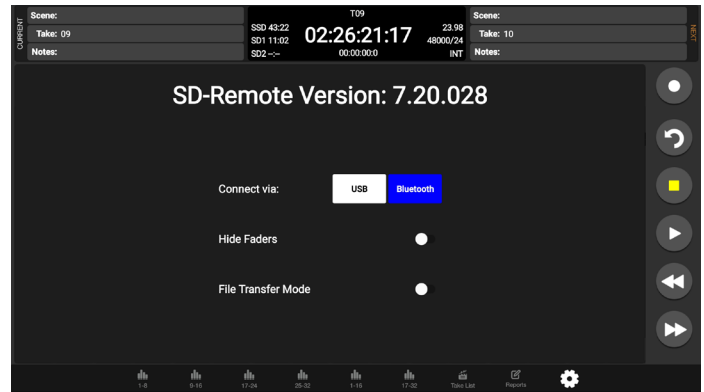 CURRENT
Scene:
Take: 09
Notes:
T09
SSD 43:22
SD1 11:02
SD2 --:--
02:26:21:17
00:00:00:0
23.98
48000/24
INT
Scene:
Take: 10
Notes:
NEXT
SD-Remote Version: 7.20.028
Connect via:
USB
Bluetooth
Hide Faders
File Transfer Mode
1-8
9-16
17-24
25-32
1-16
17-32
Take List
Reports